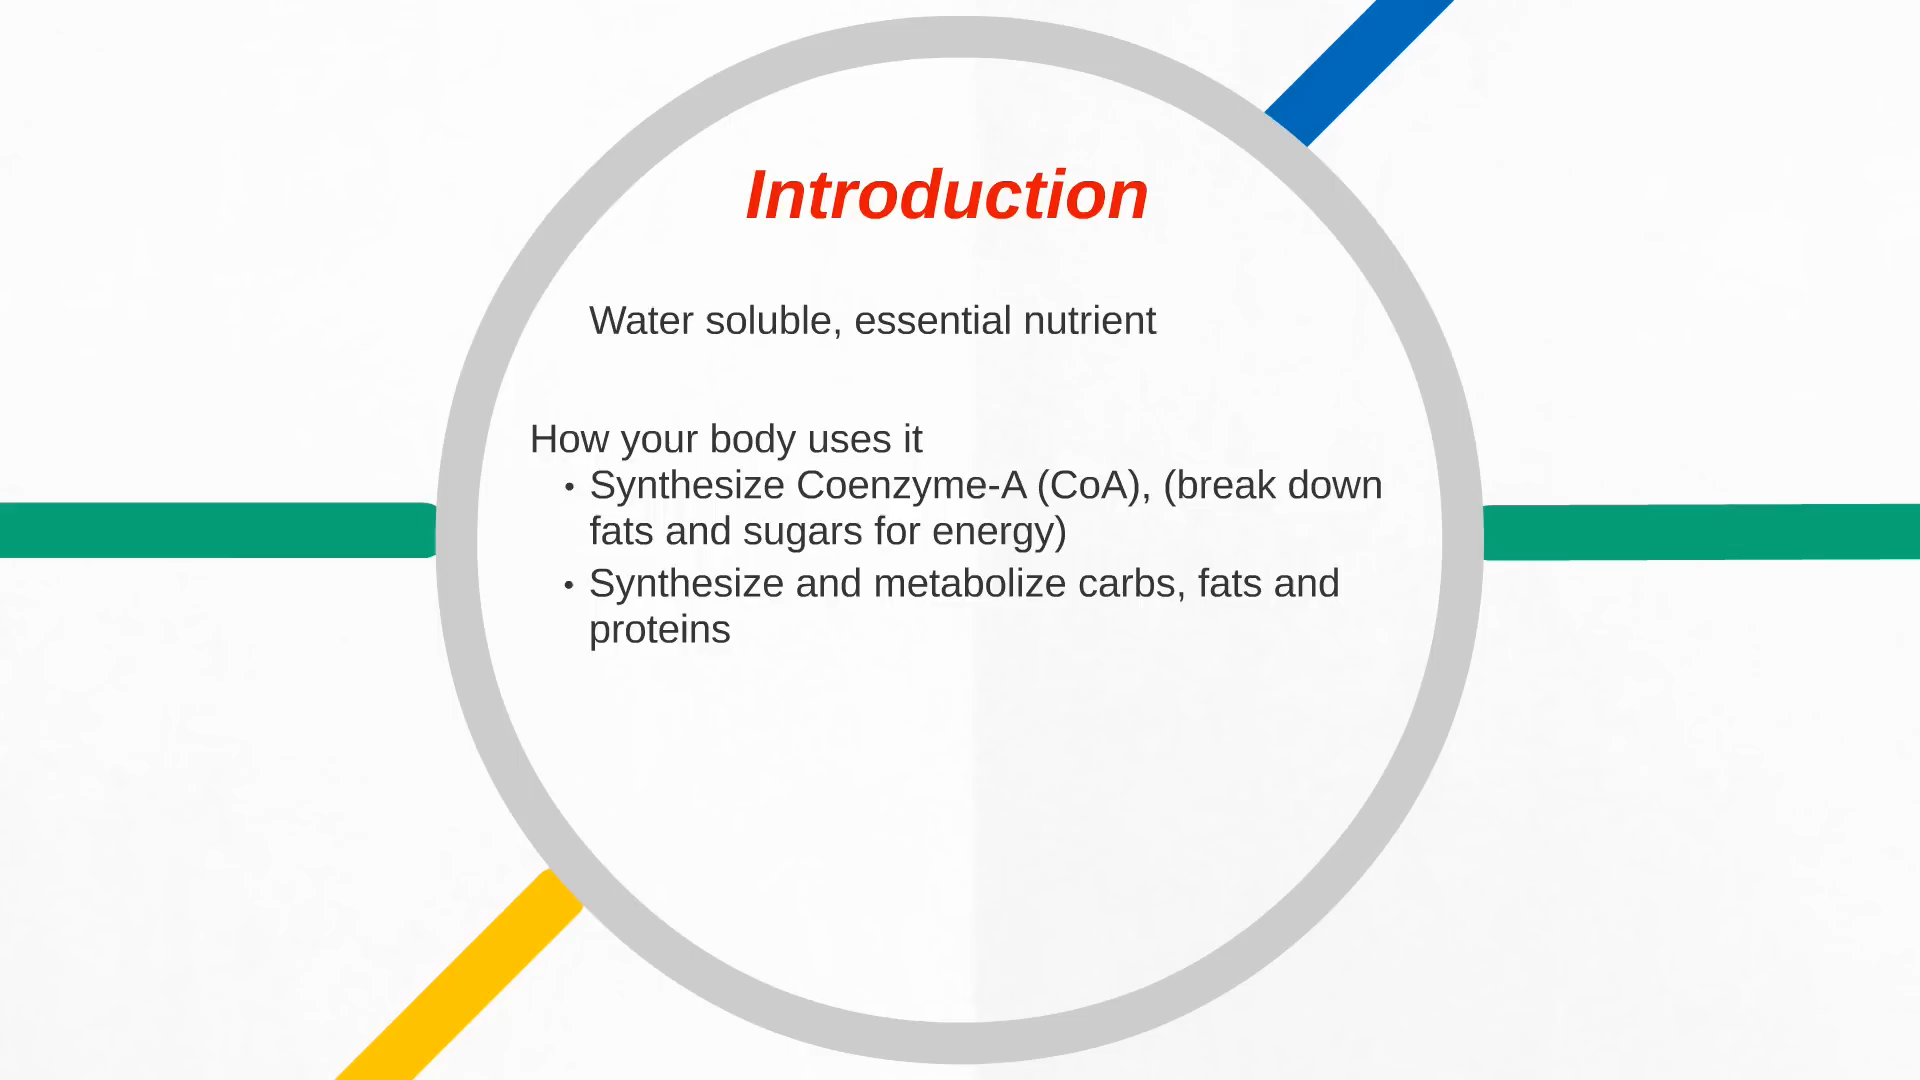 Introduction
Water soluble, essential nutrient
How your body uses it
• Synthesize Coenzyme-A (CoA), (break down
fats and sugars for energy)
• Synthesize and metabolize carbs, fats and
proteins